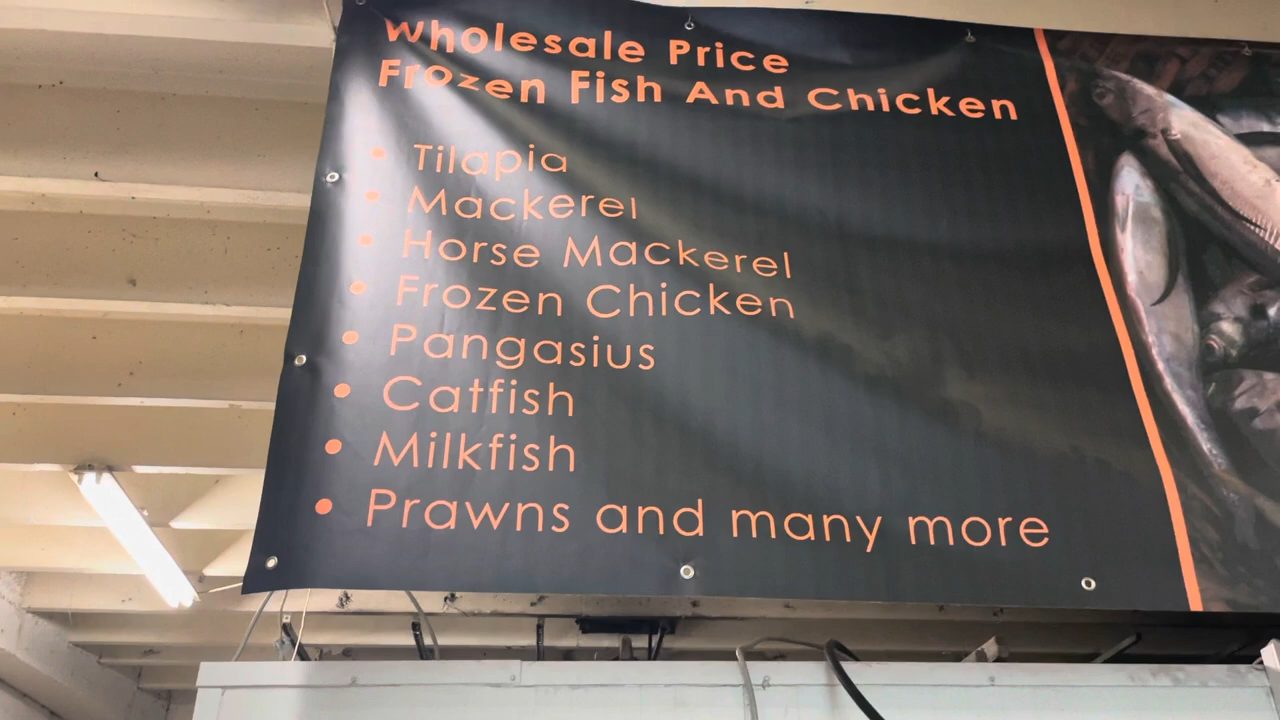 Wholesale Price
Frozen Fish And Chicken
• Tilapia
• Mackerel
• Horse Mackerel
• Frozen Chicken
• Pangasius
• Catfish
• Milkfish
• Prawns and many more